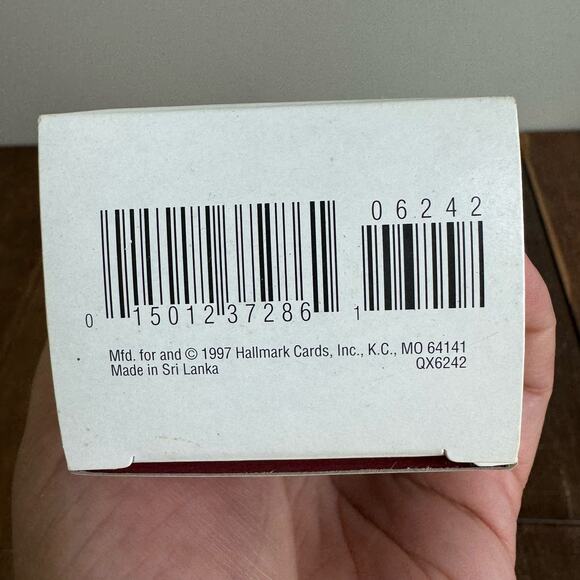 06242
0 15012 37286 1
Mfd. for and © 1997 Hallmark Cards, Inc., K.C., MO 64141
Made in Sri Lanka QX6242